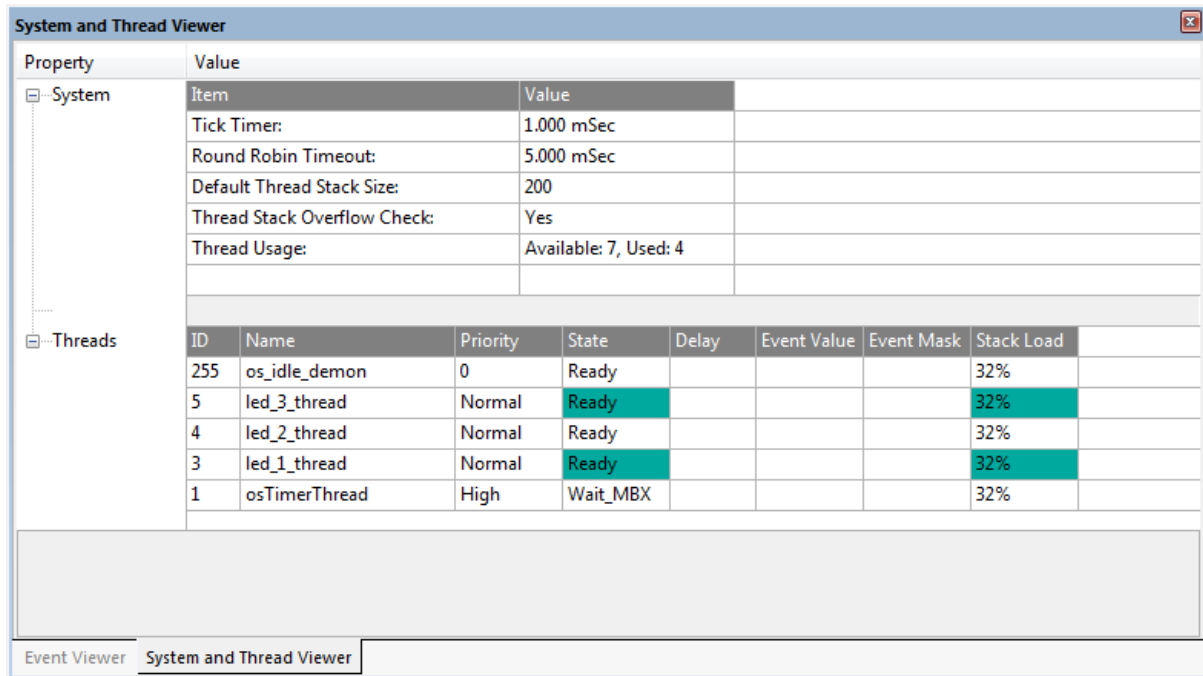 System and Thread Viewer
Property Value
System Item Value
Tick Timer: 1.000 mSec
Round Robin Timeout: 5.000 mSec
Default Thread Stack Size: 200
Thread Stack Overflow Check: Yes
Thread Usage: Available: 7, Used: 4
Threads ID Name Priority State Delay Event Value Event Mask Stack Load
255 os_idle_demon 0 Ready 32%
5 led_3_thread Normal Ready 32%
4 led_2_thread Normal Ready 32%
3 led_1_thread Normal Ready 32%
1 osTimerThread High Wait_MBX 32%
Event Viewer System and Thread Viewer